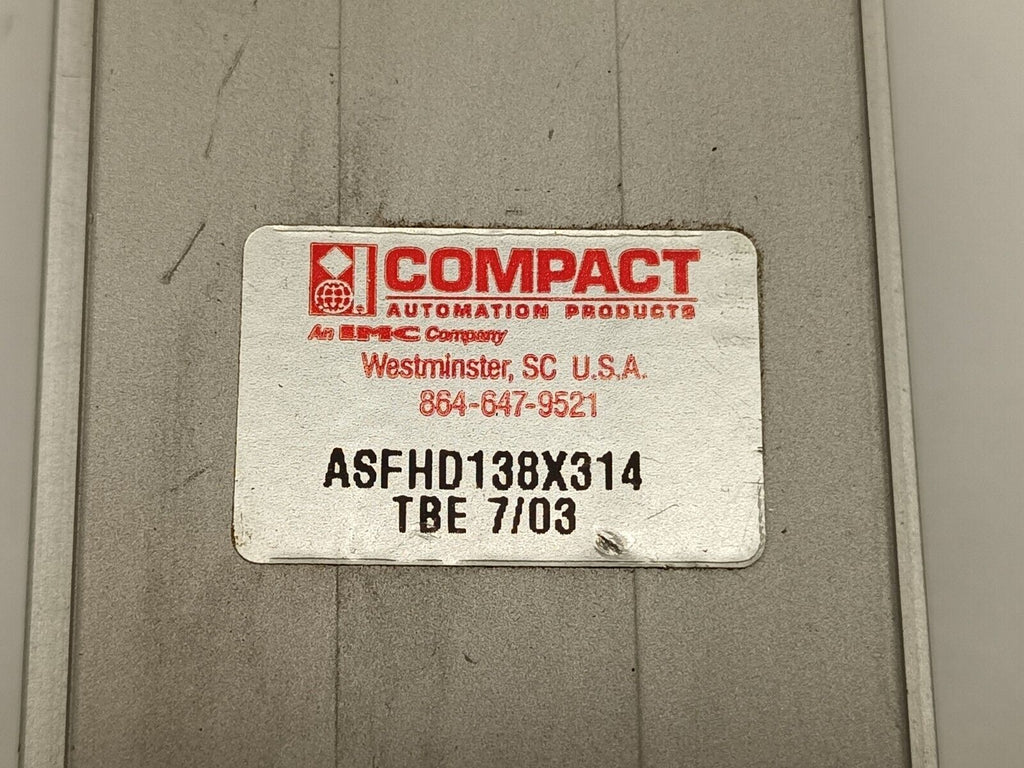 COMPACT
AUTOMATION PRODUCTS
An IMC Company
Westminster, SC U.S.A.
864-647-9521
ASFHD138X314
TBE 7/03